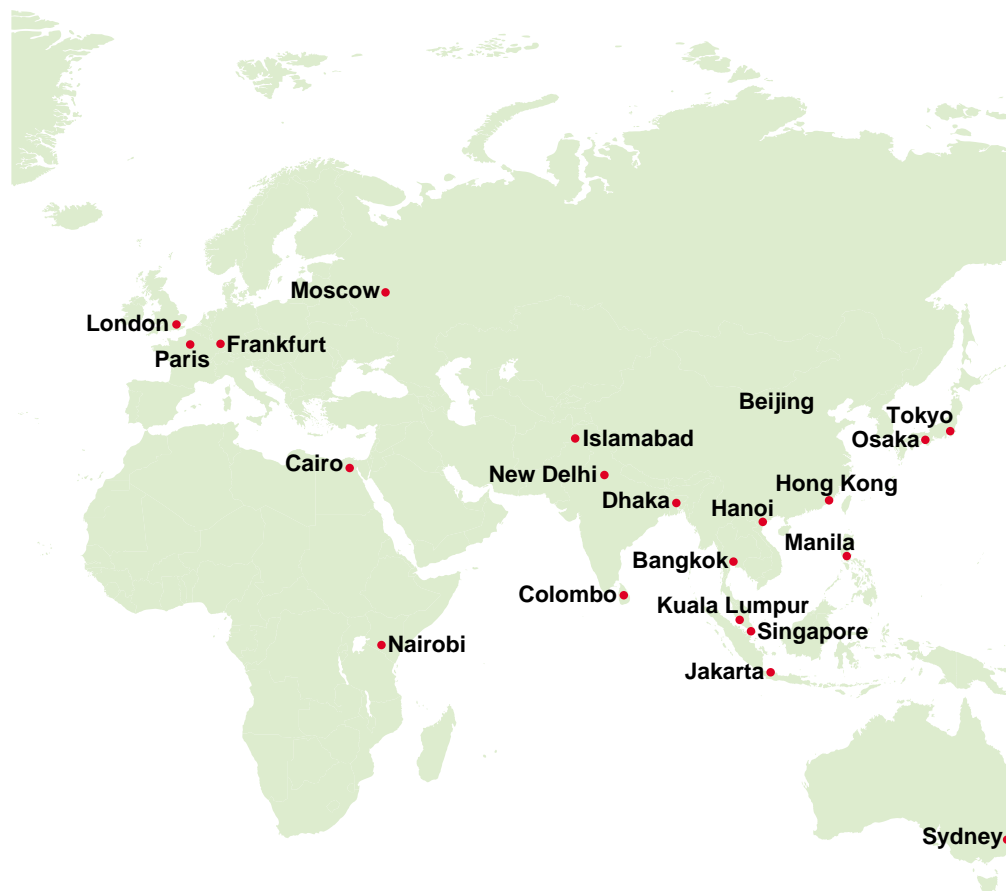 Moscow
London
Frankfurt
Paris
Beijing
Tokyo
Islamabad
Osaka
Cairo
New Delhi
Hong Kong
Dhaka
Hanoi
Manila
Bangkok
Colombo
Kuala Lumpur
Singapore
Nairobi
Jakarta
Sydney